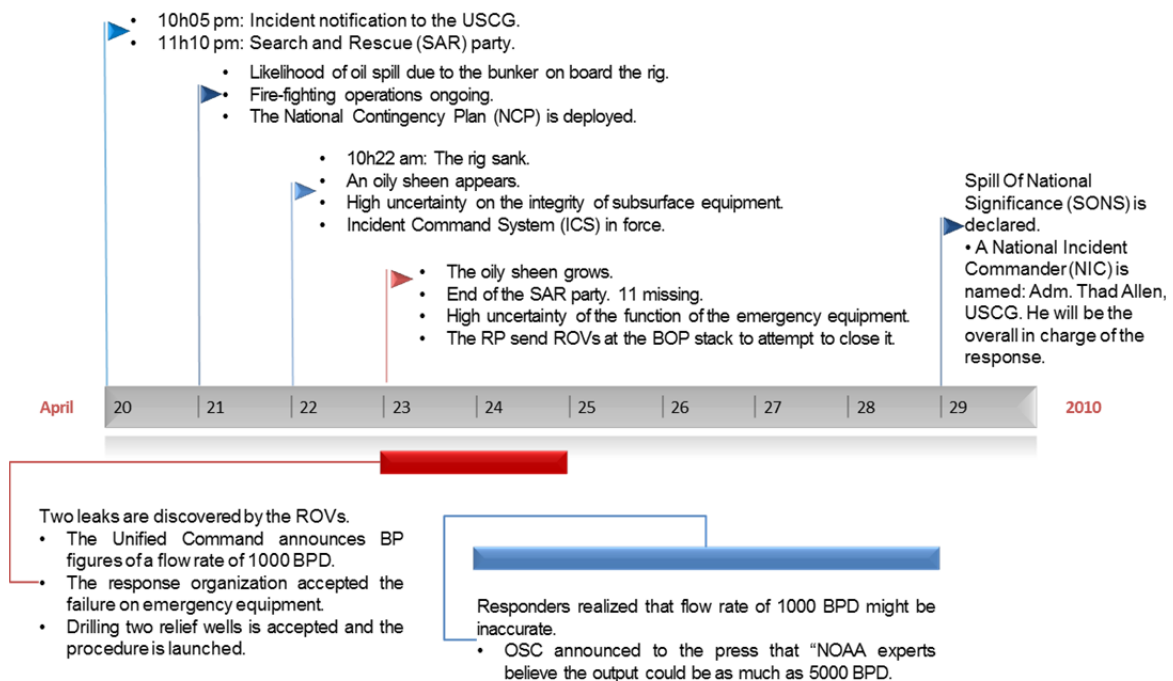 • 10h05 pm: Incident notification to the USCG.
• 11h10 pm: Search and Rescue (SAR) party.
• Likelihood of oil spill due to the bunker on board the rig.
• Fire-fighting operations ongoing.
• The National Contingency Plan (NCP) is deployed.
• 10h22 am: The rig sank.
• An oily sheen appears.
• High uncertainty on the integrity of subsurface equipment.
• Incident Command System (ICS) in force.
• The oily sheen grows.
• End of the SAR party. 11 missing.
• High uncertainty of the function of the emergency equipment.
• The RP send ROVs at the BOP stack to attempt to close it.
Spill Of National
Significance (SONS) is
declared.
• A National Incident
Commander (NIC) is
named: Adm. Thad Allen,
USCG. He will be the
overall in charge of the
response.
April 20 21 22 23 24 25 26 27 28 29 2010
Two leaks are discovered by the ROVs.
• The Unified Command announces BP
figures of a flow rate of 1000 BPD.
• The response organization accepted the
failure on emergency equipment.
• Drilling two relief wells is accepted and the
procedure is launched.
Responders realized that flow rate of 1000 BPD might be
inaccurate.
• OSC announced to the press that “NOAA experts
believe the output could be as much as 5000 BPD.